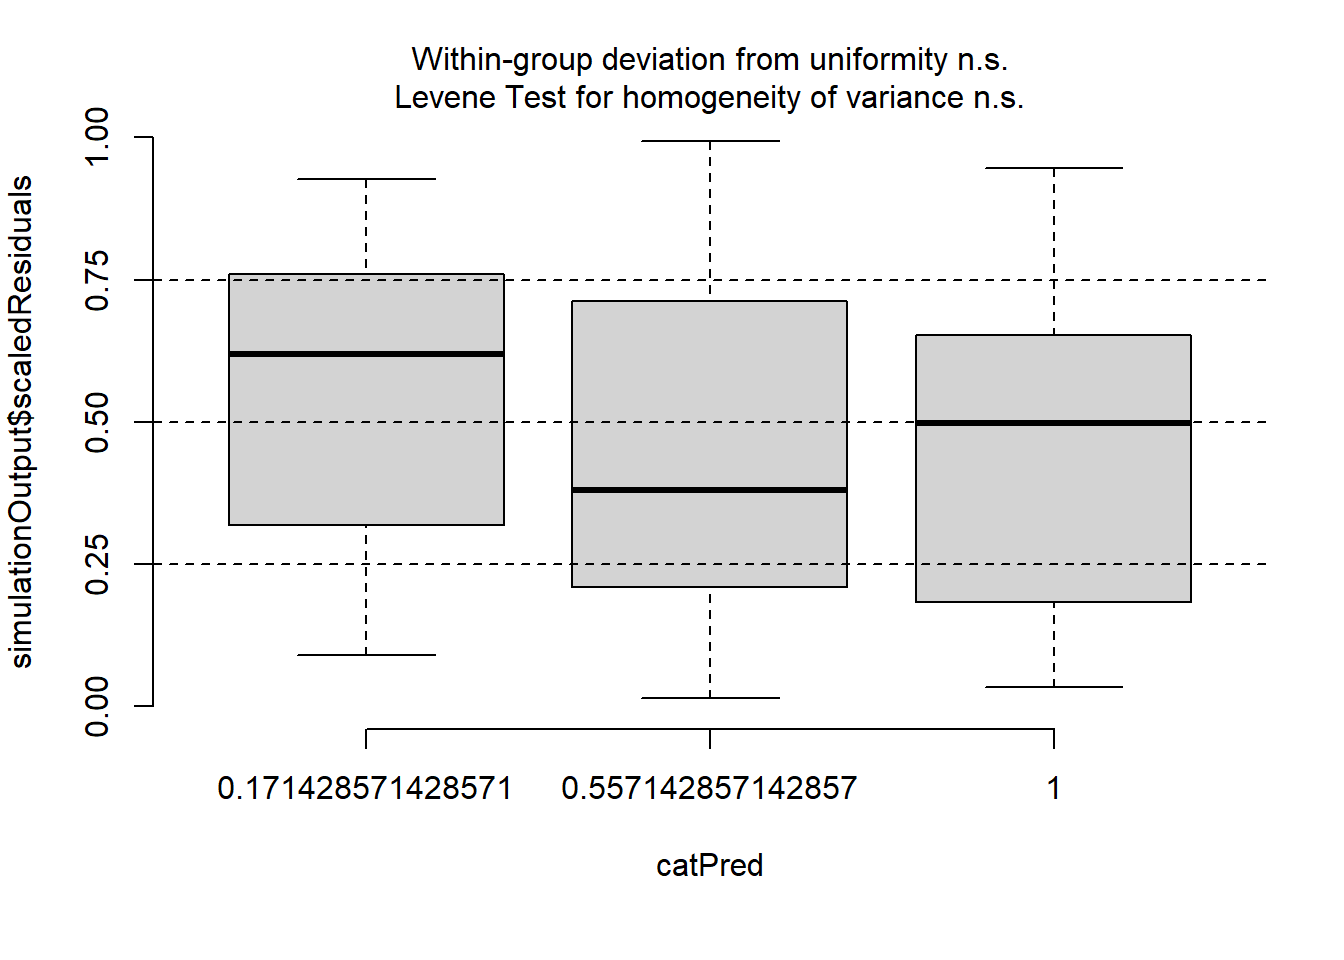 Within-group deviation from uniformity n.s.
Levene Test for homogeneity of variance n.s.
simulationOutput$scaledResiduals
1.00
0.75
0.50
0.25
0.00
0.171428571428571 0.557142857142857 1
catPred